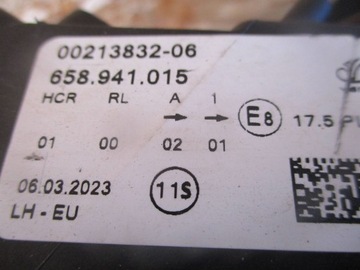 00213832-06
658.941.015
HCR RL A 1
→ → E8 17.5
01 00 02 01
06.03.2023 11S
LH-EU